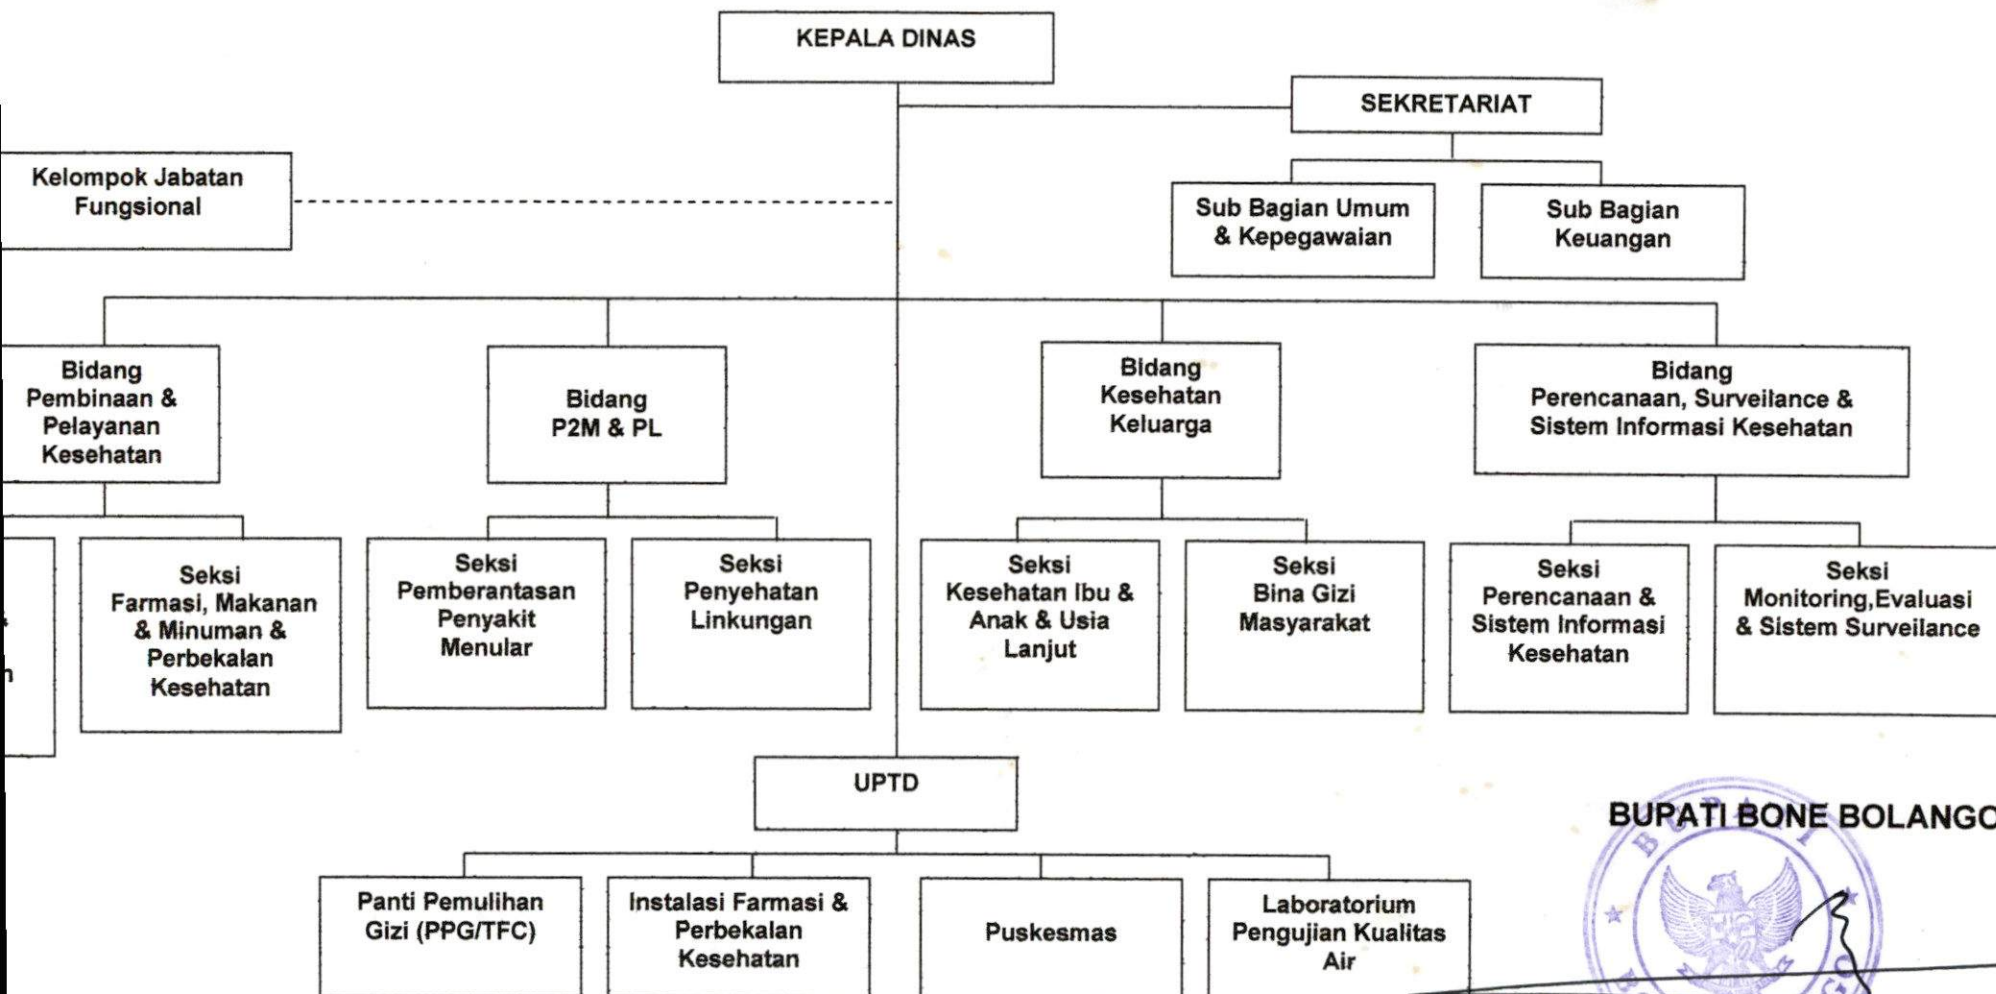 KEPALA DINAS
SEKRETARIAT
Kelompok Jabatan
Fungsional
Sub Bagian Umum
& Kepegawaian
Sub Bagian
Keuangan
Bidang
Pembinaan &
Pelayanan
Kesehatan
Bidang
P2M & PL
Bidang
Kesehatan
Keluarga
Bidang
Perencanaan, Surveilance &
Sistem Informasi Kesehatan
Seksi
Farmasi, Makanan
& Minuman &
Perbekalan
Kesehatan
Seksi
Pemberantasan
Penyakit
Menular
Seksi
Penyehatan
Linkungan
Seksi
Kesehatan Ibu &
Anak & Usia
Lanjut
Seksi
Bina Gizi
Masyarakat
Seksi
Perencanaan &
Sistem Informasi
Kesehatan
Seksi
Monitoring,Evaluasi
& Sistem Surveilance
UPTD
BUPATI BONE BOLANGO
BUPATI
Panti Pemulihan
Gizi (PPG/TFC)
Instalasi Farmasi &
Perbekalan
Kesehatan
Puskesmas
Laboratorium
Pengujian Kualitas
Air